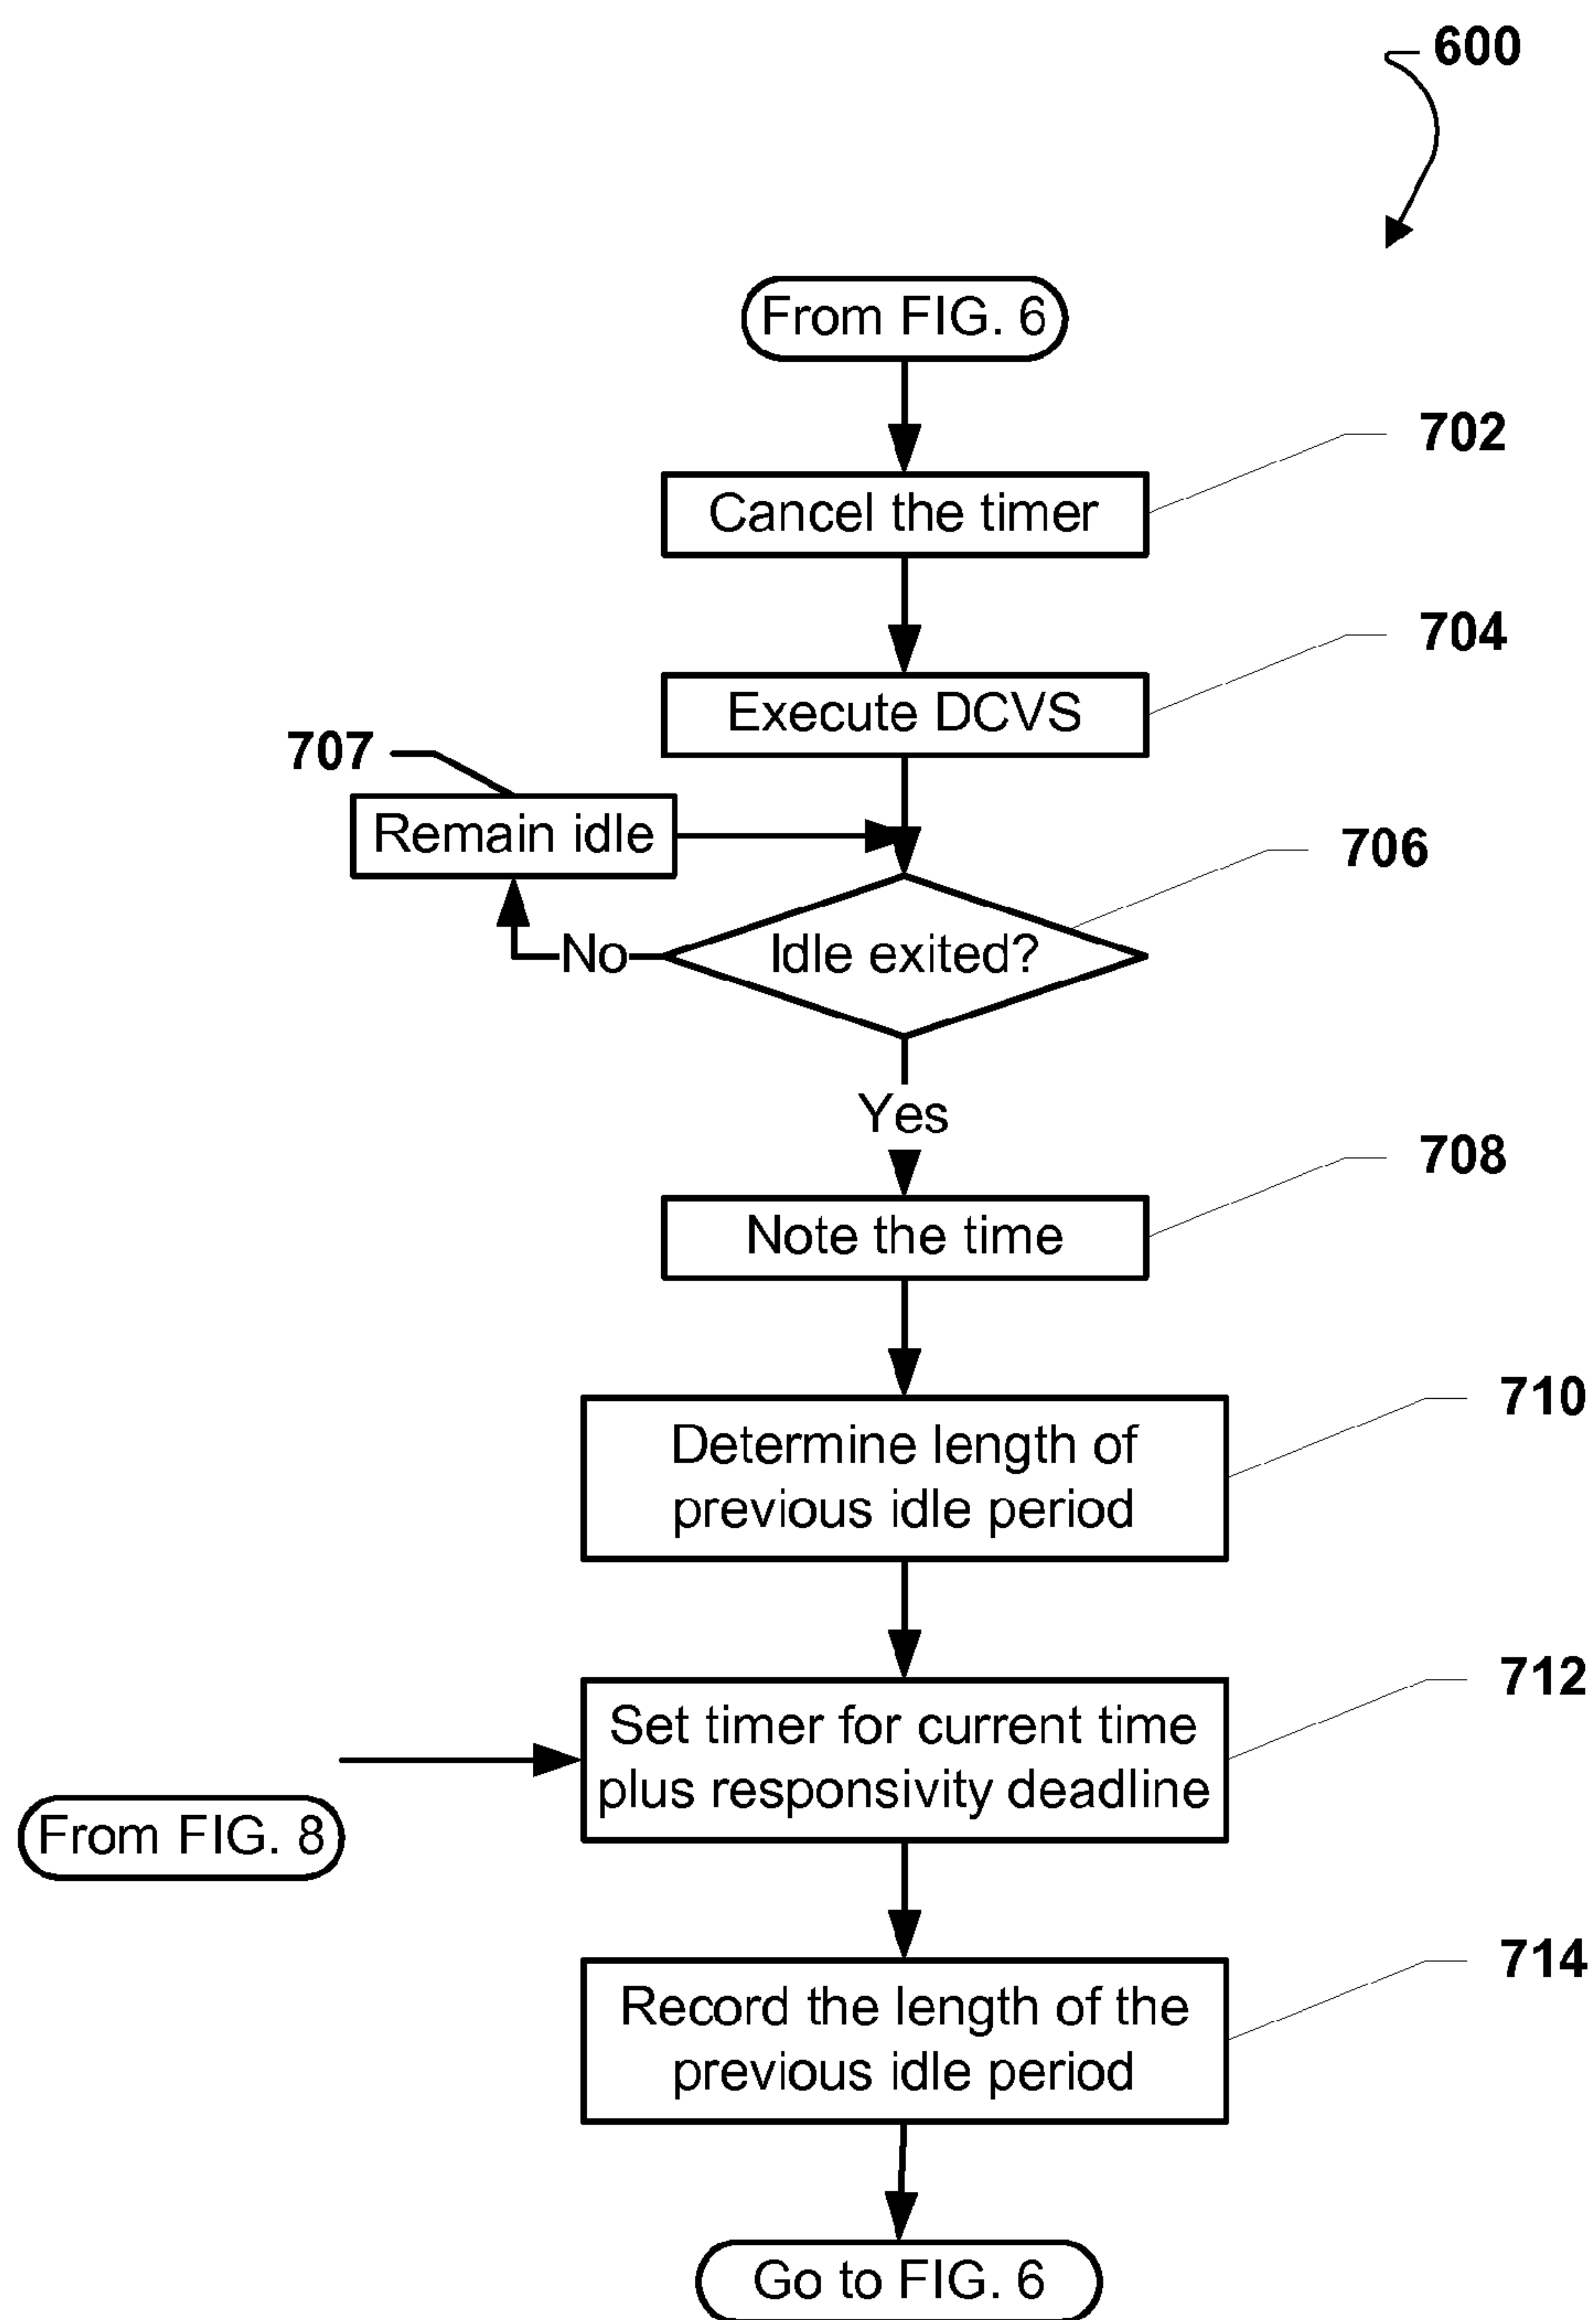 600
From FIG. 6
702
Cancel the timer
704
Execute DCVS
707
Remain idle
706
Idle exited?
No
Yes
708
Note the time
710
Determine length of
previous idle period
712
Set timer for current time
plus responsivity deadline
From FIG. 8
714
Record the length of the
previous idle period
Go to FIG. 6